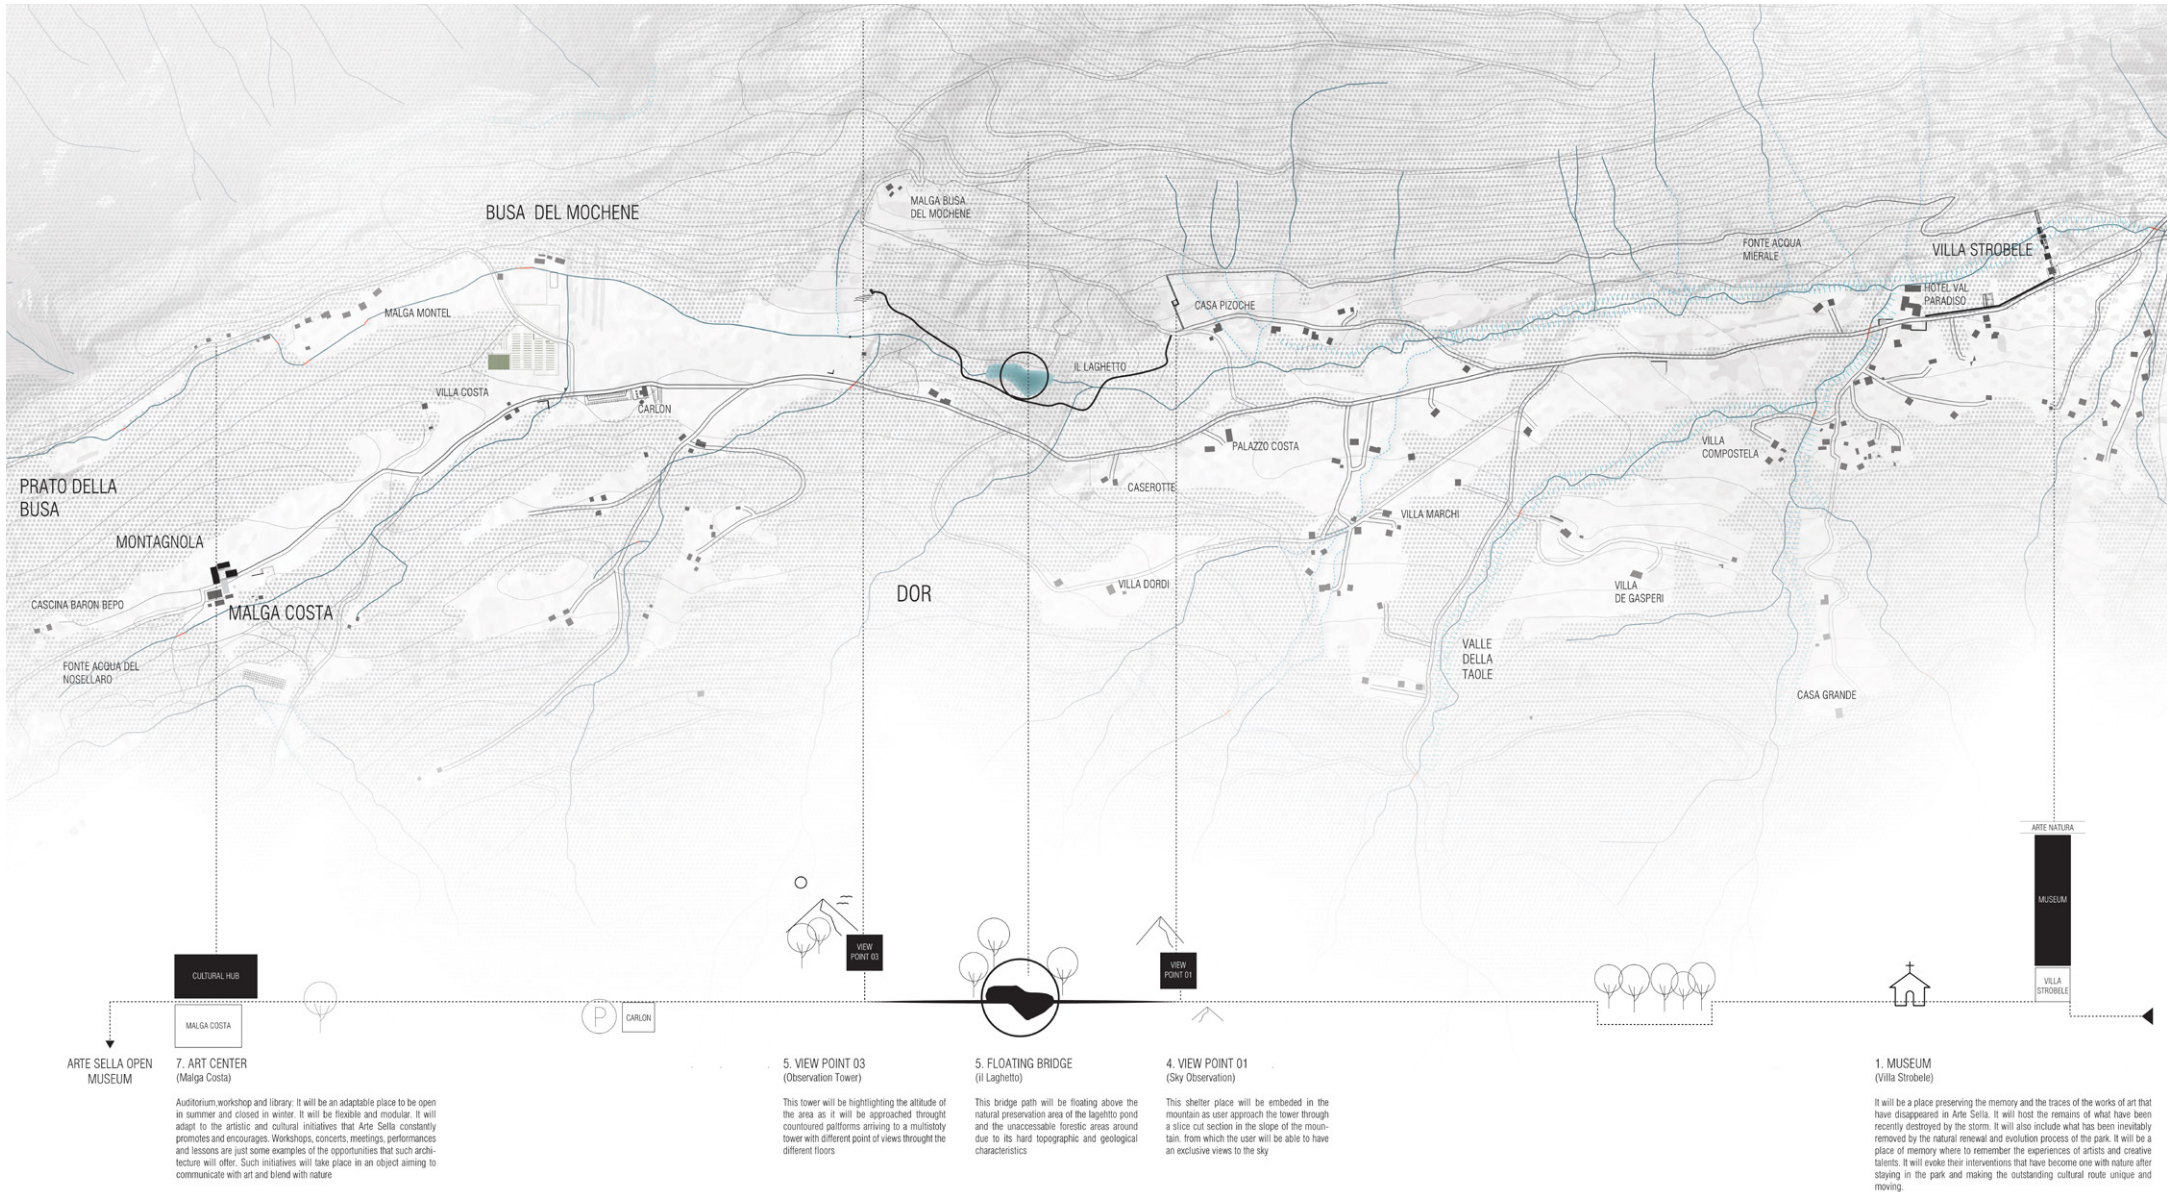 BUSA DEL MOCHENE
MALGA BUSA
DEL MOCHENE
FONTE ACQUA
MIERALE
VILLA STROBELE
HOTEL VAL
PARADISO
CASA PIZOCHE
MALGA MONTEL
IL LAGHETTO
VILLA COSTA
CARLON
PALAZZO COSTA
VILLA
COMPOSTELA
CASEROTTE
PRATO DELLA
BUSA
VILLA MARCHI
MONTAGNOLA
VILLA DORDI
DOR
VILLA
DE GASPERI
CASCINA BARON BEPO
MALGA COSTA
VALLE
DELLA
TAOLE
FONTE ACQUA DEL
NOSELLARO
CASA GRANDE
ARTE NATURA
MUSEUM
VILLA
STROBELE
VIEW
POINT 03
VIEW
POINT 01
CULTURAL HUB
MALGA COSTA
P
CARLON
ARTE SELLA OPEN
MUSEUM
7. ART CENTER
(Malga Costa)
Auditorium,workshop and library: It will be an adaptable place to be open
in summer and closed in winter. It will be flexible and modular. It will
adapt to the artistic and cultural initiatives that Arte Sella constantly
promotes and encourages. Workshops, concerts, meetings, performances
and lessons are just some examples of the opportunities that such archi-
tecture will offer. Such initiatives will take place in an object aiming to
communicate with art and blend with nature
5. VIEW POINT 03
(Observation Tower)
This tower will be hightlighting the altitude of
the area as it will be approached throught
countoured paltforms arriving to a multistoty
tower with different point of views throught the
different floors
5. FLOATING BRIDGE
(il Laghetto)
This bridge path will be floating above the
natural preservation area of the lagehtto pond
and the unaccessable forestic areas around
due to its hard topographic and geological
characteristics
4. VIEW POINT 01
(Sky Observation)
This shelter place will be embeded in the
mountain as user approach the tower through
a slice cut section in the slope of the moun-
tain. from which the user will be able to have
an exclusive views to the sky
1. MUSEUM
(Villa Strobele)
It will be a place preserving the memory and the traces of the works of art that
have disappeared in Arte Sella. It will host the remains of what have been
recently destroyed by the storm. It will also include what has been inevitably
removed by the natural renewal and evolution process of the park. It will be a
place of memory where to remember the experiences of artists and creative
talents. It will evoke their interventions that have become one with nature after
staying in the park and making the outstanding cultural route unique and
moving.